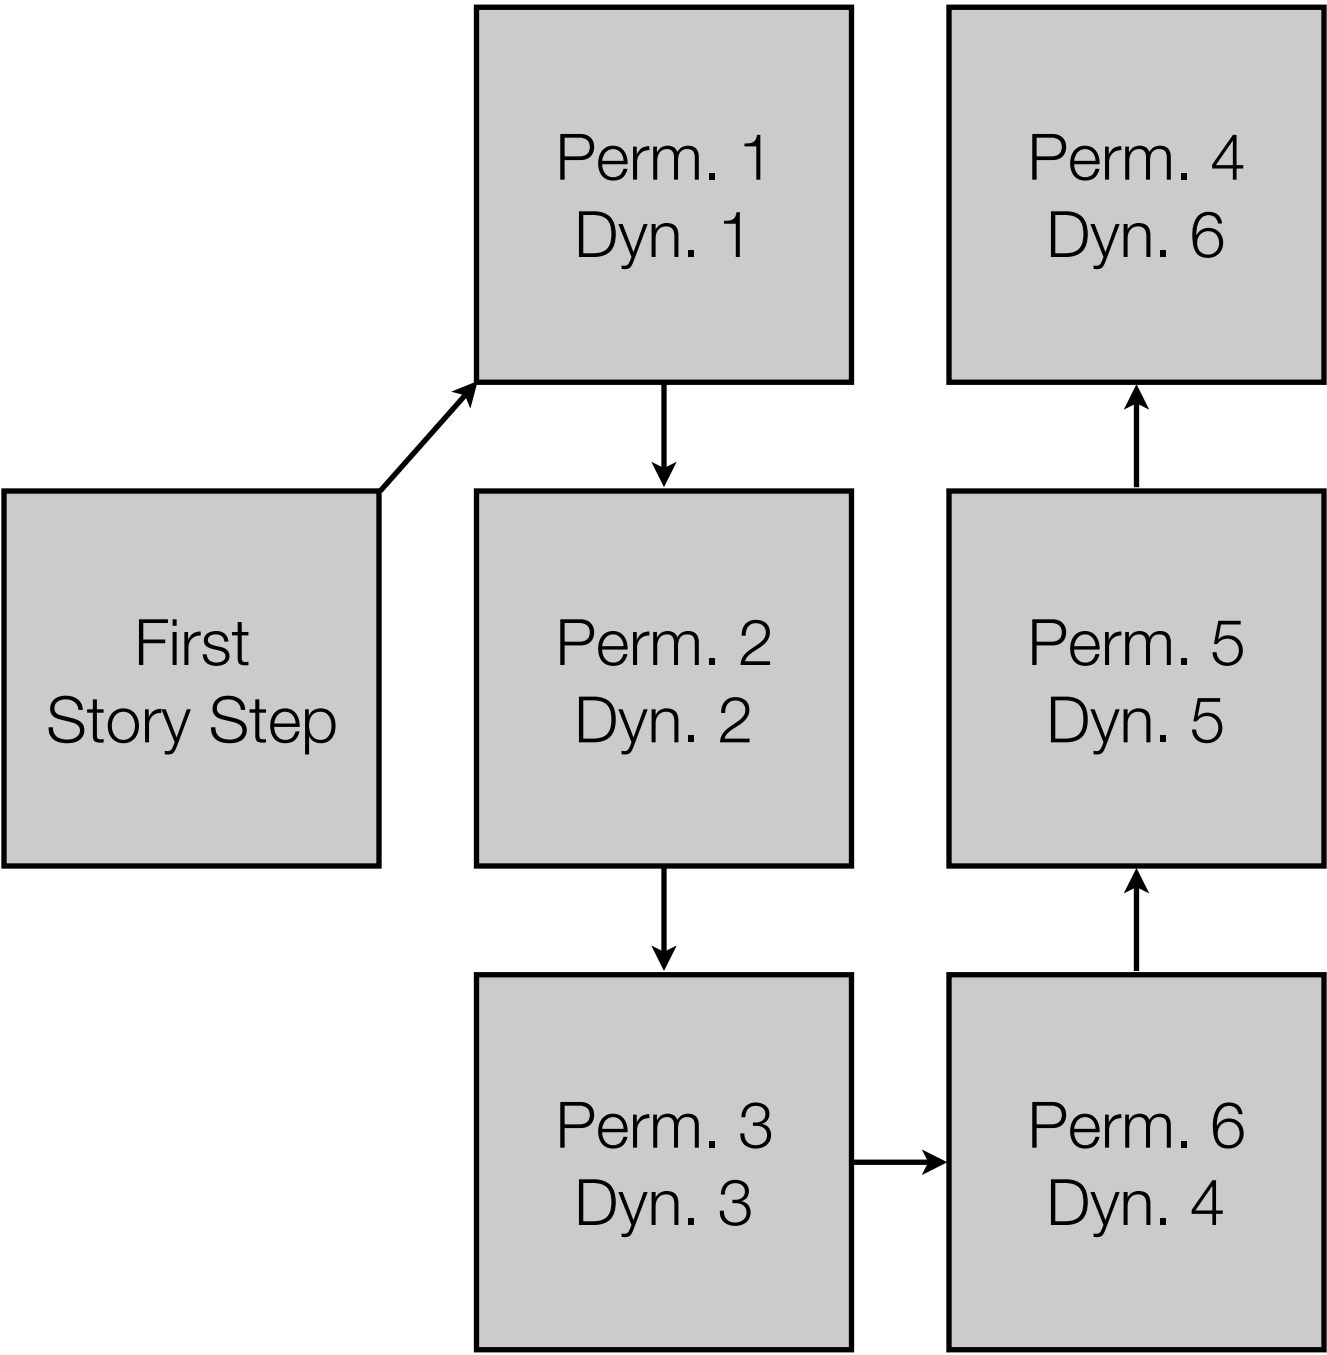 First
Story Step
Perm. 1
Dyn. 1
Perm. 2
Dyn. 2
Perm. 3
Dyn. 3
Perm. 6
Dyn. 4
Perm. 5
Dyn. 5
Perm. 4
Dyn. 6